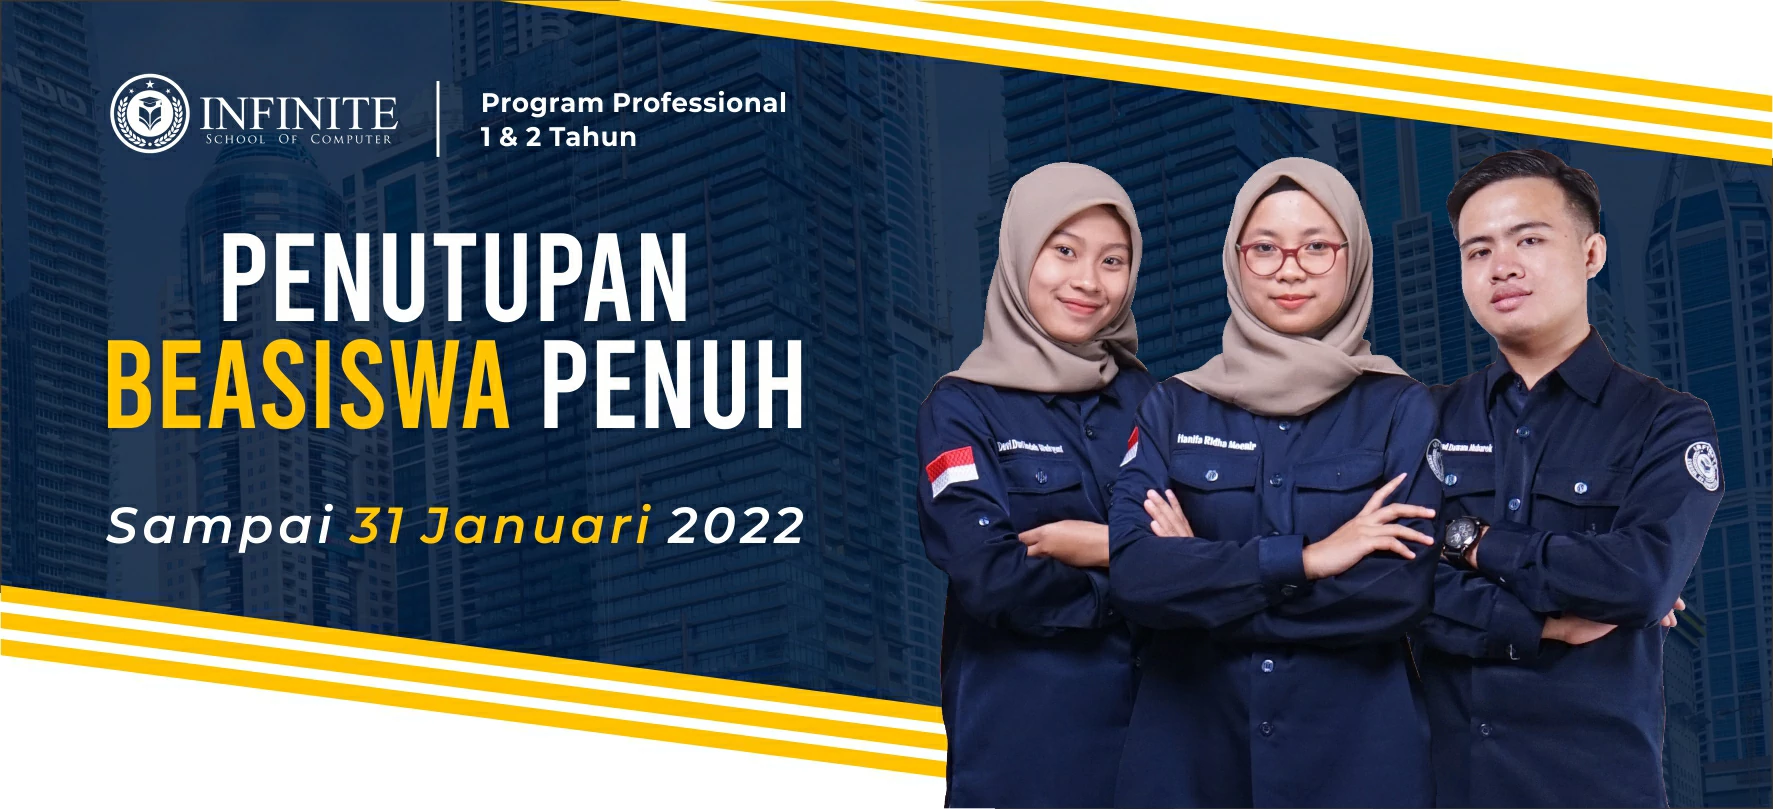 INFINITE
SCHOOL OF COMPUTER
Program Professional
1 & 2 Tahun
PENUTUPAN
BEASISWA PENUH
Sampai 31 Januari 2022
Hanifa Ridha Moenir